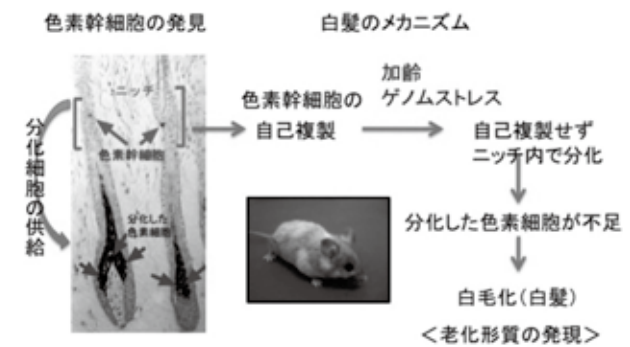 色素幹細胞の発見
白髪のメカニズム
ニッチ
色素幹細胞
分化した
色素細胞
分化細胞の供給
色素幹細胞の
自己複製
加齢
ゲノムストレス
自己複製せず
ニッチ内で分化
分化した色素細胞が不足
白毛化(白髪)
<老化形質の発現>